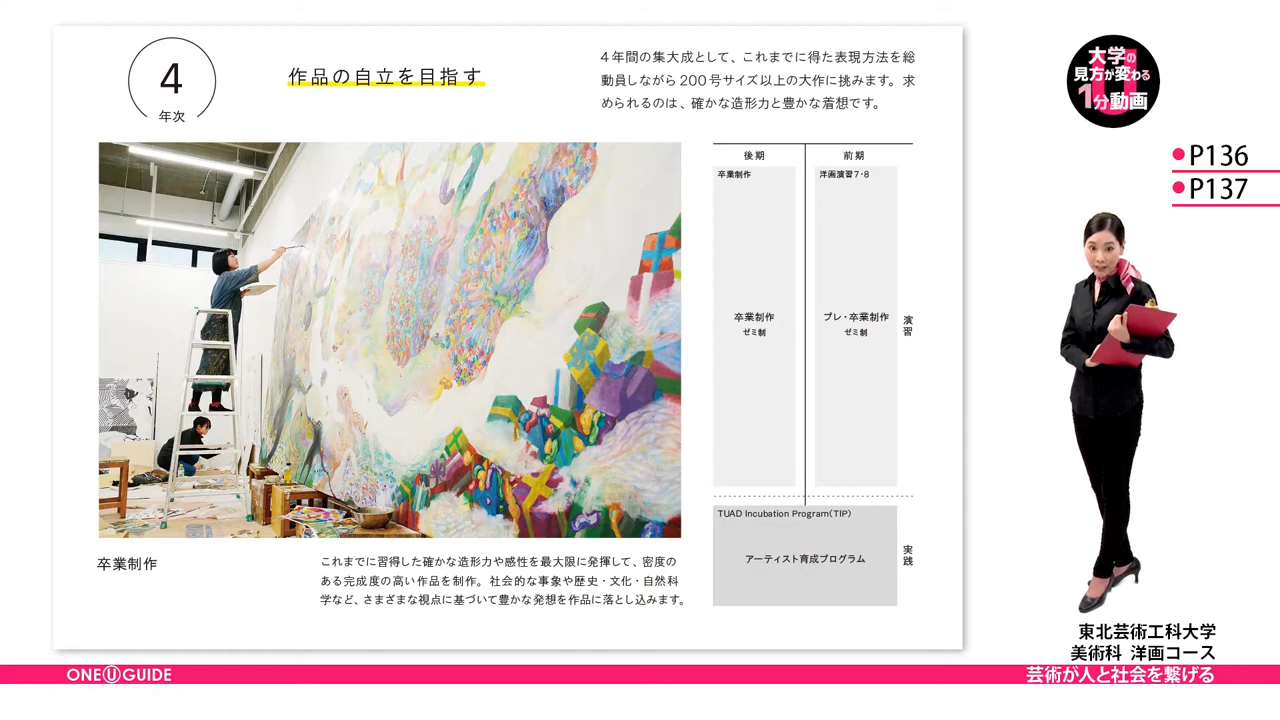 4
年次
作品の自立を目指す
4年間の集大成として、これまでに得た表現方法を総
動員しながら200号サイズ以上の大作に挑みます。求
められるのは、確かな造形力と豊かな着想です。
後期
前期
卒業制作
洋画演習7・8
卒業制作
ゼミ制
プレ・卒業制作
ゼミ制
演習
TUAD Incubation Program(TIP)
アーティスト育成プログラム
実践
卒業制作
これまでに習得した確かな造形力や感性を最大限に発揮して、密度の
ある完成度の高い作品を制作。社会的な事象や歴史・文化・自然科
学など、さまざまな視点に基づいて豊かな発想を作品に落とし込みます。
大学の
見方が変わる
1分動画
U
P136
P137
東北芸術工科大学
美術科 洋画コース
芸術が人と社会を繋げる
ONE U GUIDE